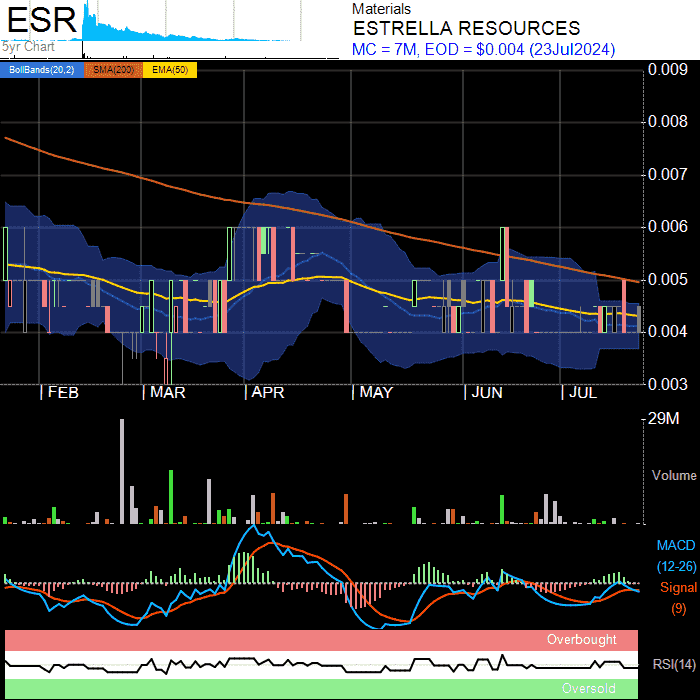 ESR
5yr Chart
Materials
ESTRELLA RESOURCES
MC = 7M, EOD = $0.004 (23Jul2024)
BollBands(20,2) SMA(200) EMA(50)
0.009
0.008
0.007
0.006
0.005
0.004
0.003
FEB MAR APR MAY JUN JUL
29M
Volume
MACD
(12-26)
Signal
(9)
Overbought
RSI(14)
Oversold